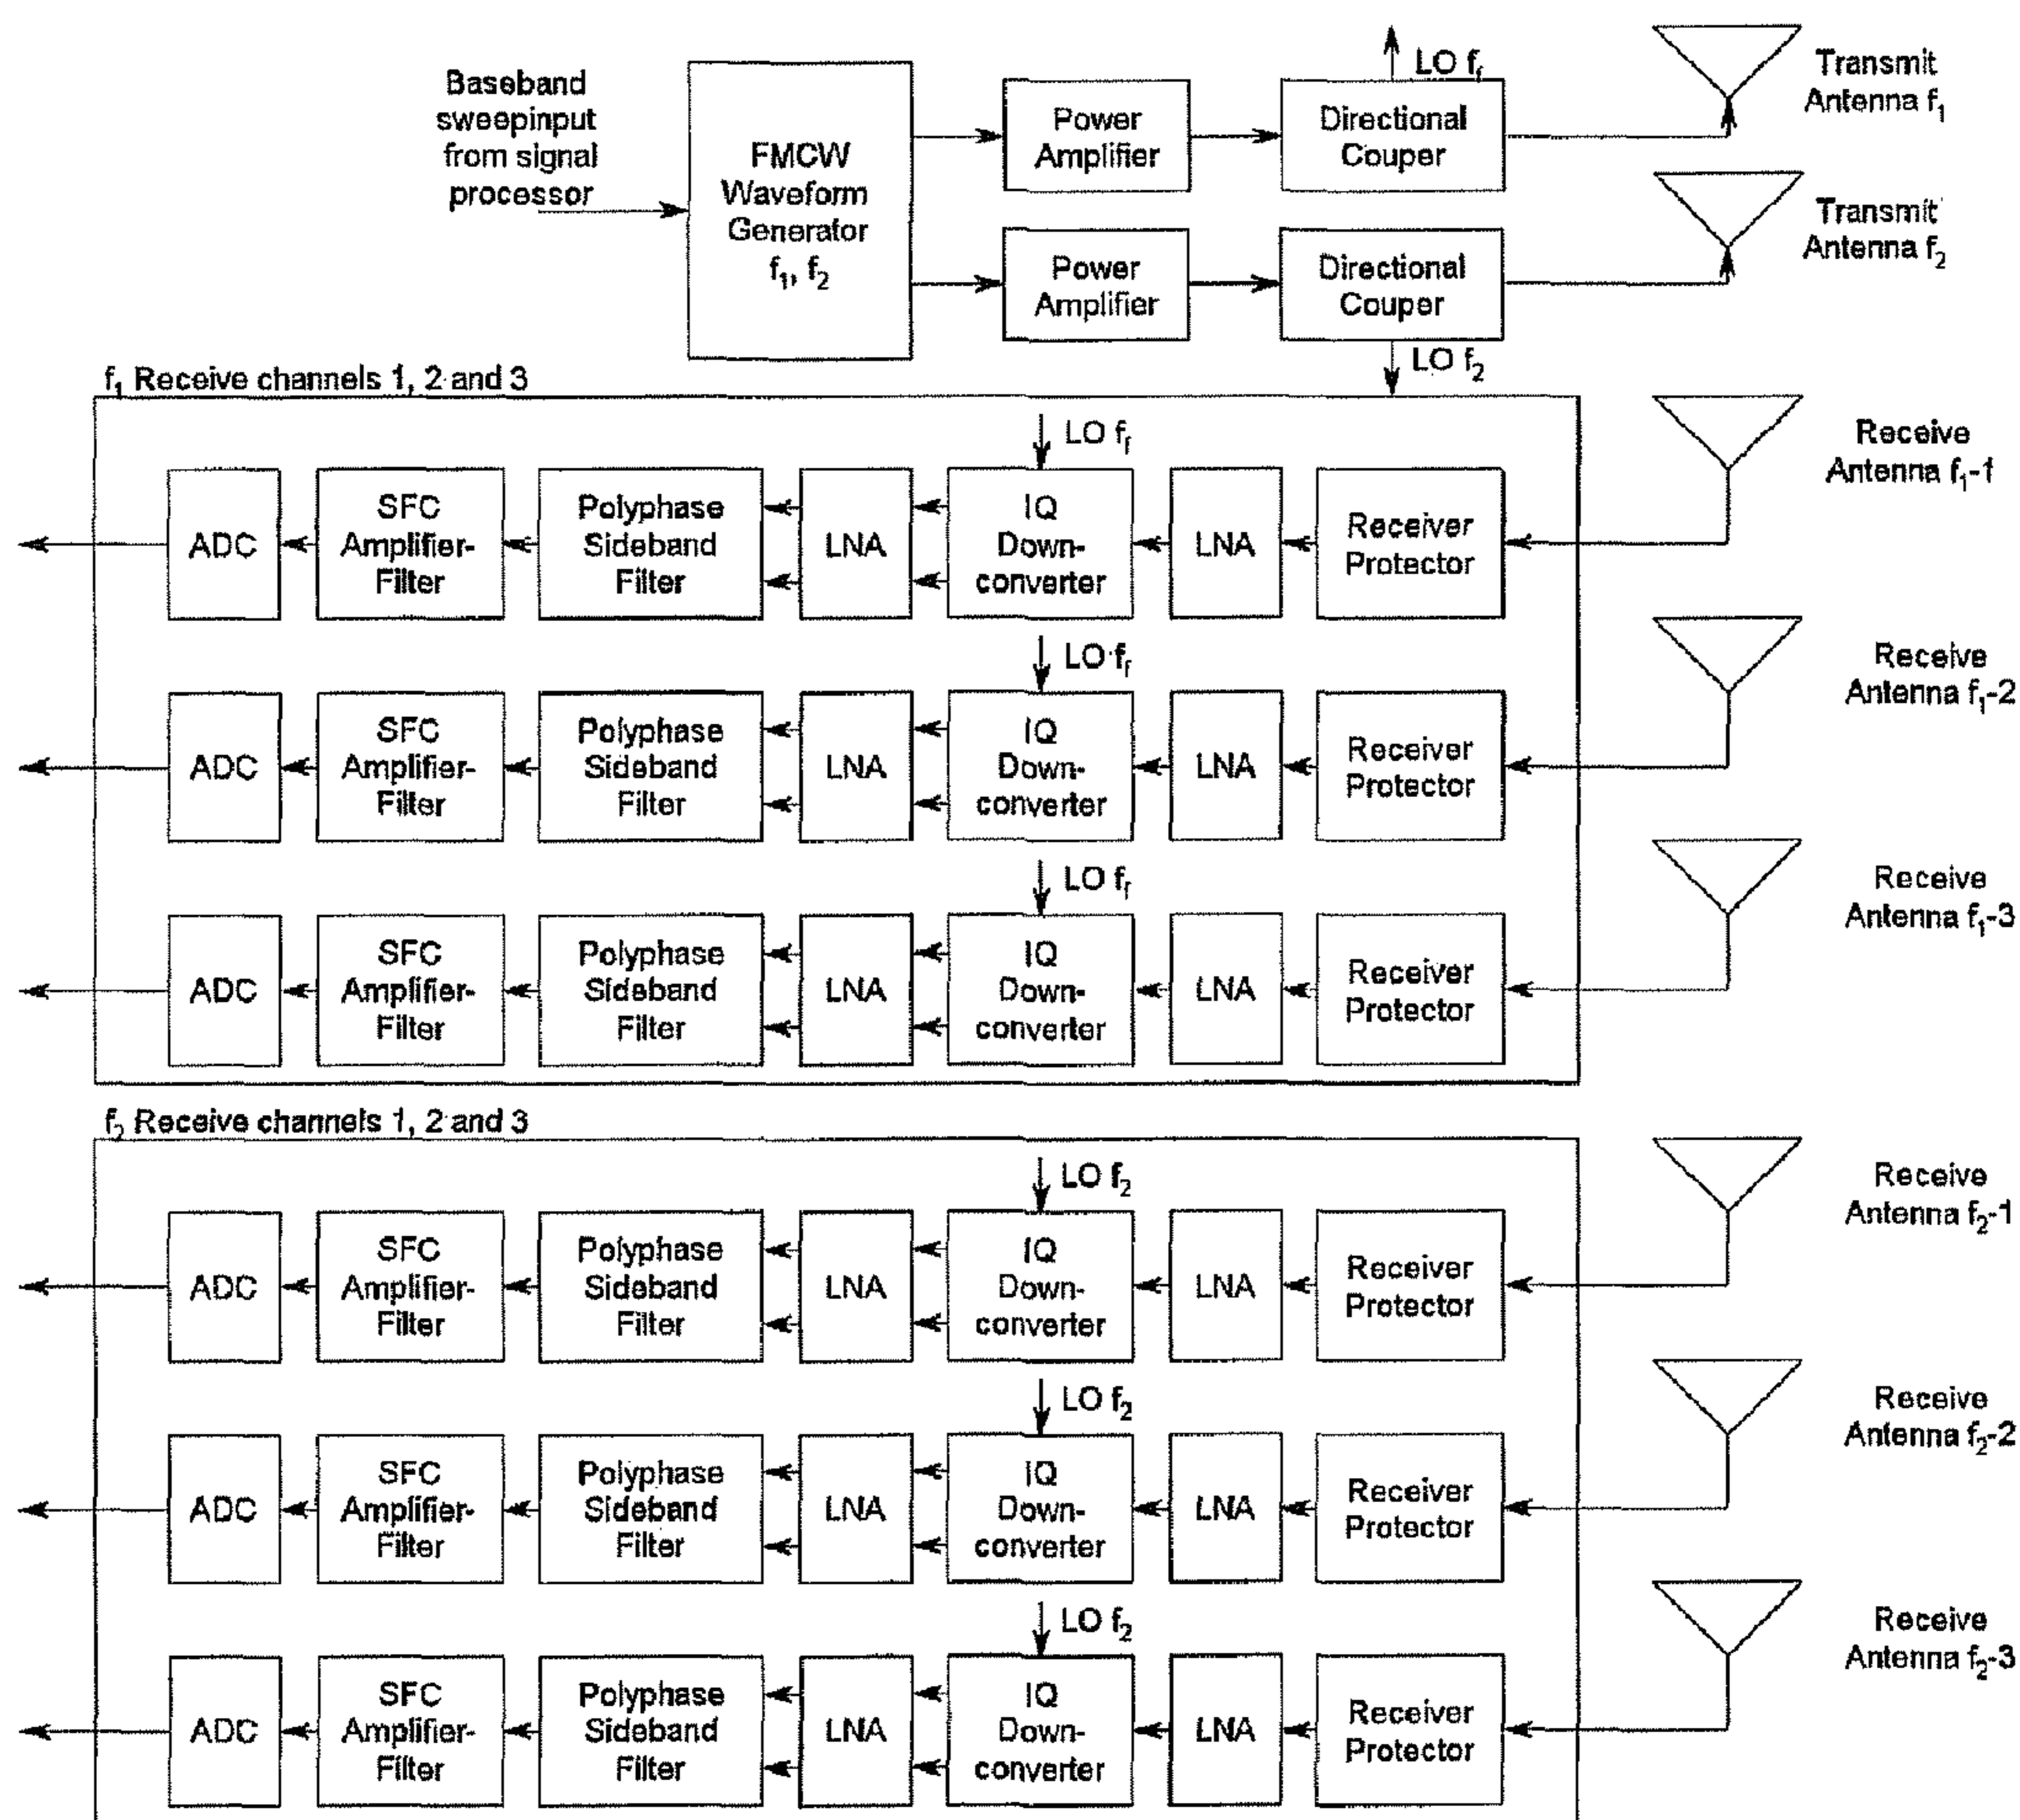 Baseband
sweepinput
from signal
processor
FMCW
Waveform
Generator
f₁, f₂
Power
Amplifier
LO fᵣ
Directional
Couper
Transmit
Antenna f₁
Power
Amplifier
Directional
Couper
LO f₂
Transmit
Antenna f₂
f₁ Receive channels 1, 2 and 3
ADC
SFC
Amplifier-
Filter
Polyphase
Sideband
Filter
LNA
LO fᵣ
IQ
Down-
converter
LNA
Receiver
Protector
Receive
Antenna f₁-1
ADC
SFC
Amplifier-
Filter
Polyphase
Sideband
Filter
LNA
LO fᵣ
IQ
Down-
converter
LNA
Receiver
Protector
Receive
Antenna f₁-2
ADC
SFC
Amplifier-
Filter
Polyphase
Sideband
Filter
LNA
LO fᵣ
IQ
Down-
converter
LNA
Receiver
Protector
Receive
Antenna f₁-3
f₂ Receive channels 1, 2 and 3
ADC
SFC
Amplifier-
Filter
Polyphase
Sideband
Filter
LNA
LO f₂
IQ
Down-
converter
LNA
Receiver
Protector
Receive
Antenna f₂-1
ADC
SFC
Amplifier-
Filter
Polyphase
Sideband
Filter
LNA
LO f₂
IQ
Down-
converter
LNA
Receiver
Protector
Receive
Antenna f₂-2
ADC
SFC
Amplifier-
Filter
Polyphase
Sideband
Filter
LNA
LO f₂
IQ
Down-
converter
LNA
Receiver
Protector
Receive
Antenna f₂-3